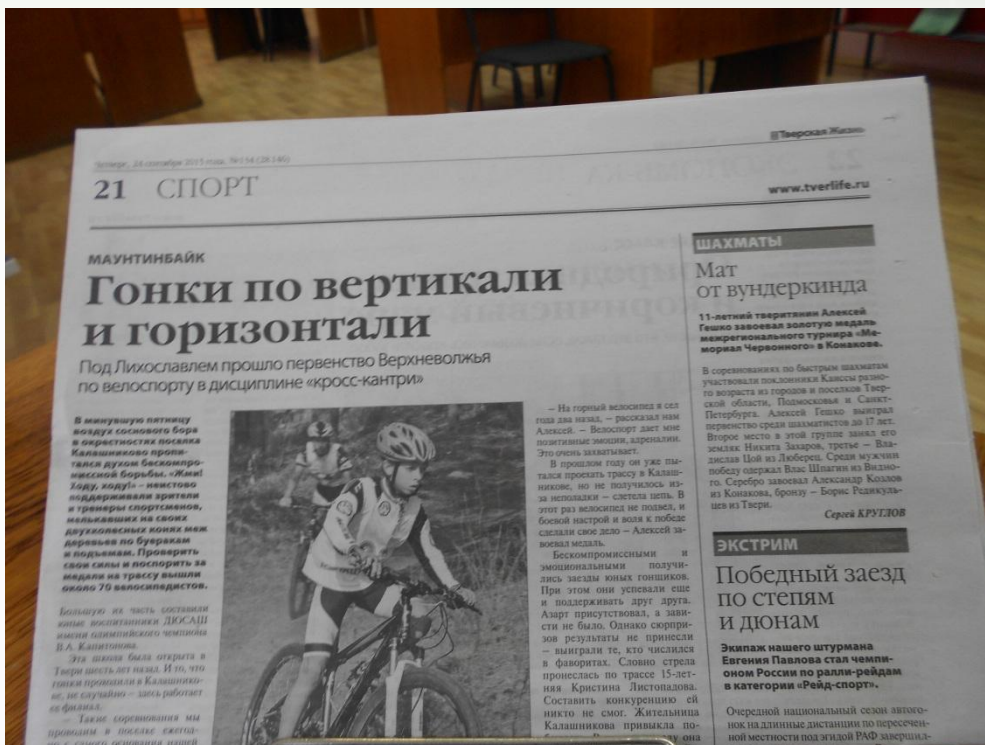 Четверг, 24 сентября 2015 года, №154 (28.146)
Тверская Жизнь
21 СПОРТ
www.tverlife.ru
МАУНТИНБАЙК
Гонки по вертикали
и горизонтали
Под Лихославлем прошло первенство Верхневолжья
по велоспорту в дисциплине «кросс-кантри»
В минувшую пятницу
воздух соснового бора
в окрестностях поселка
Калашниково пропи-
тался духом бескомпро-
миссной борьбы. «Жми!
Ходу, ходу!» – неистово
поддерживали зрители
и тренеры спортсменов,
мелькавших на своих
двухколесных конях меж
деревьев по буеракам
и подъемам. Проверить
свои силы и поспорить за
медали на трассу вышли
около 70 велосипедистов.
Большую их часть составили
юные воспитанники ДЮСАШ
имени олимпийского чемпиона
В.А. Капитонова.
Эта школа была открыта в
Твери шесть лет назад. И то, что
гонки прошли в Калашнико-
ве, не случайно – здесь работает
ее филиал.
– Такие соревнования мы
проводим в поселке ежегод-
но с самого основания нашей
– На горный велосипед я сел
года два назад, – рассказал нам
Алексей. – Велоспорт дает мне
позитивные эмоции, адреналин.
Это очень захватывает.
В прошлом году он уже пы-
тался проехать трассу в Калаш-
никове, но не получилось из-
за неполадки – слетела цепь. В
этот раз велосипед не подвел, и
боевой настрой и воля к победе
сделали свое дело – Алексей за-
воевал медаль.
Бескомпромиссными и
эмоциональными получи-
лись заезды юных гонщиков.
При этом они успевали еще
и поддерживать друг друга.
Азарт присутствовал, а зави-
сти не было. Однако сюрпри-
зов результаты не принесли
– выиграли те, кто числился
в фаворитах. Словно стрела
пронеслась по трассе 15-лет-
няя Кристина Листопадова.
Составить конкуренцию ей
никто не смог. Жительница
Калашникова привыкла по-
она
ШАХМАТЫ
Мат
от вундеркинда
11-летний тверитянин Алексей
Гешко завоевал золотую медаль
межрегионального турнира «Ме-
мориал Червонного» в Конакове.
В соревнованиях по быстрым шахматам
участвовали поклонники Каиссы разно-
го возраста из городов и поселков Твер-
ской области, Подмосковья и Санкт-
Петербурга. Алексей Гешко выиграл
первенство среди шахматистов до 17 лет.
Второе место в этой группе занял его
земляк Никита Захаров, третье – Вла-
дислав Цой из Люберец. Среди мужчин
победу одержал Влас Шпагин из Видно-
го. Серебро завоевал Александр Козлов
из Конакова, бронзу – Борис Редикуль-
цев из Твери.
Сергей КРУГЛОВ
ЭКСТРИМ
Победный заезд
по степям
и дюнам
Экипаж нашего штурмана
Евгения Павлова стал чемпи-
оном России по ралли-рейдам
в категории «Рейд-спорт».
Очередной национальный сезон автого-
нок на длинные дистанции по пересечен-
ной местности под эгидой РАФ завершил-